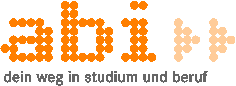 abi
dein weg in studium und beruf